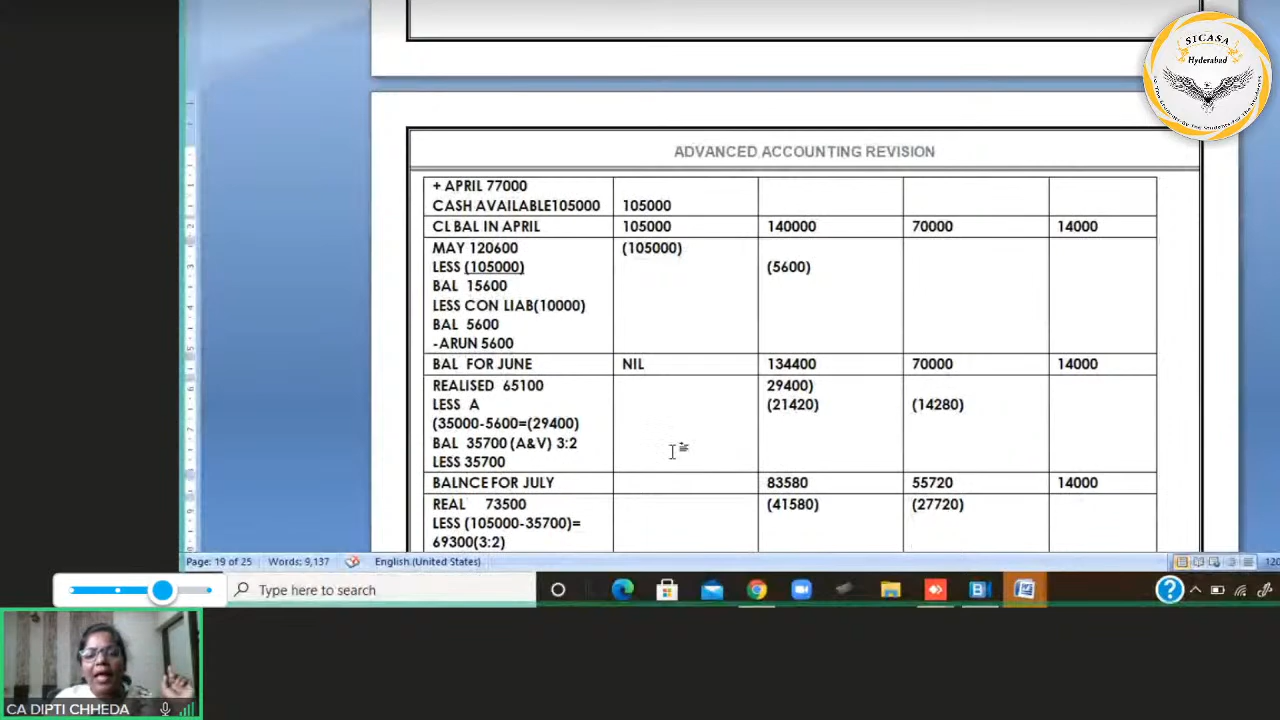 SICASA
Hyderabad
ADVANCED ACCOUNTING REVISION
+ APRIL 77000
CASH AVAILABLE105000 105000
CL BAL IN APRIL 105000 140000 70000 14000
MAY 120600 (105000)
LESS (105000) (5600)
BAL 15600
LESS CON LIAB(10000)
BAL 5600
-ARUN 5600
BAL FOR JUNE NIL 134400 70000 14000
REALISED 65100 29400)
LESS A (21420) (14280)
(35000-5600=(29400)
BAL 35700 (A&V) 3:2
LESS 35700
BALNCE FOR JULY 83580 55720 14000
REAL 73500 (41580) (27720)
LESS (105000-35700)=
69300(3:2)
Page: 19 of 25 Words: 9,137 English (United States) 120
Type here to search
CA DIPTI CHHEDA